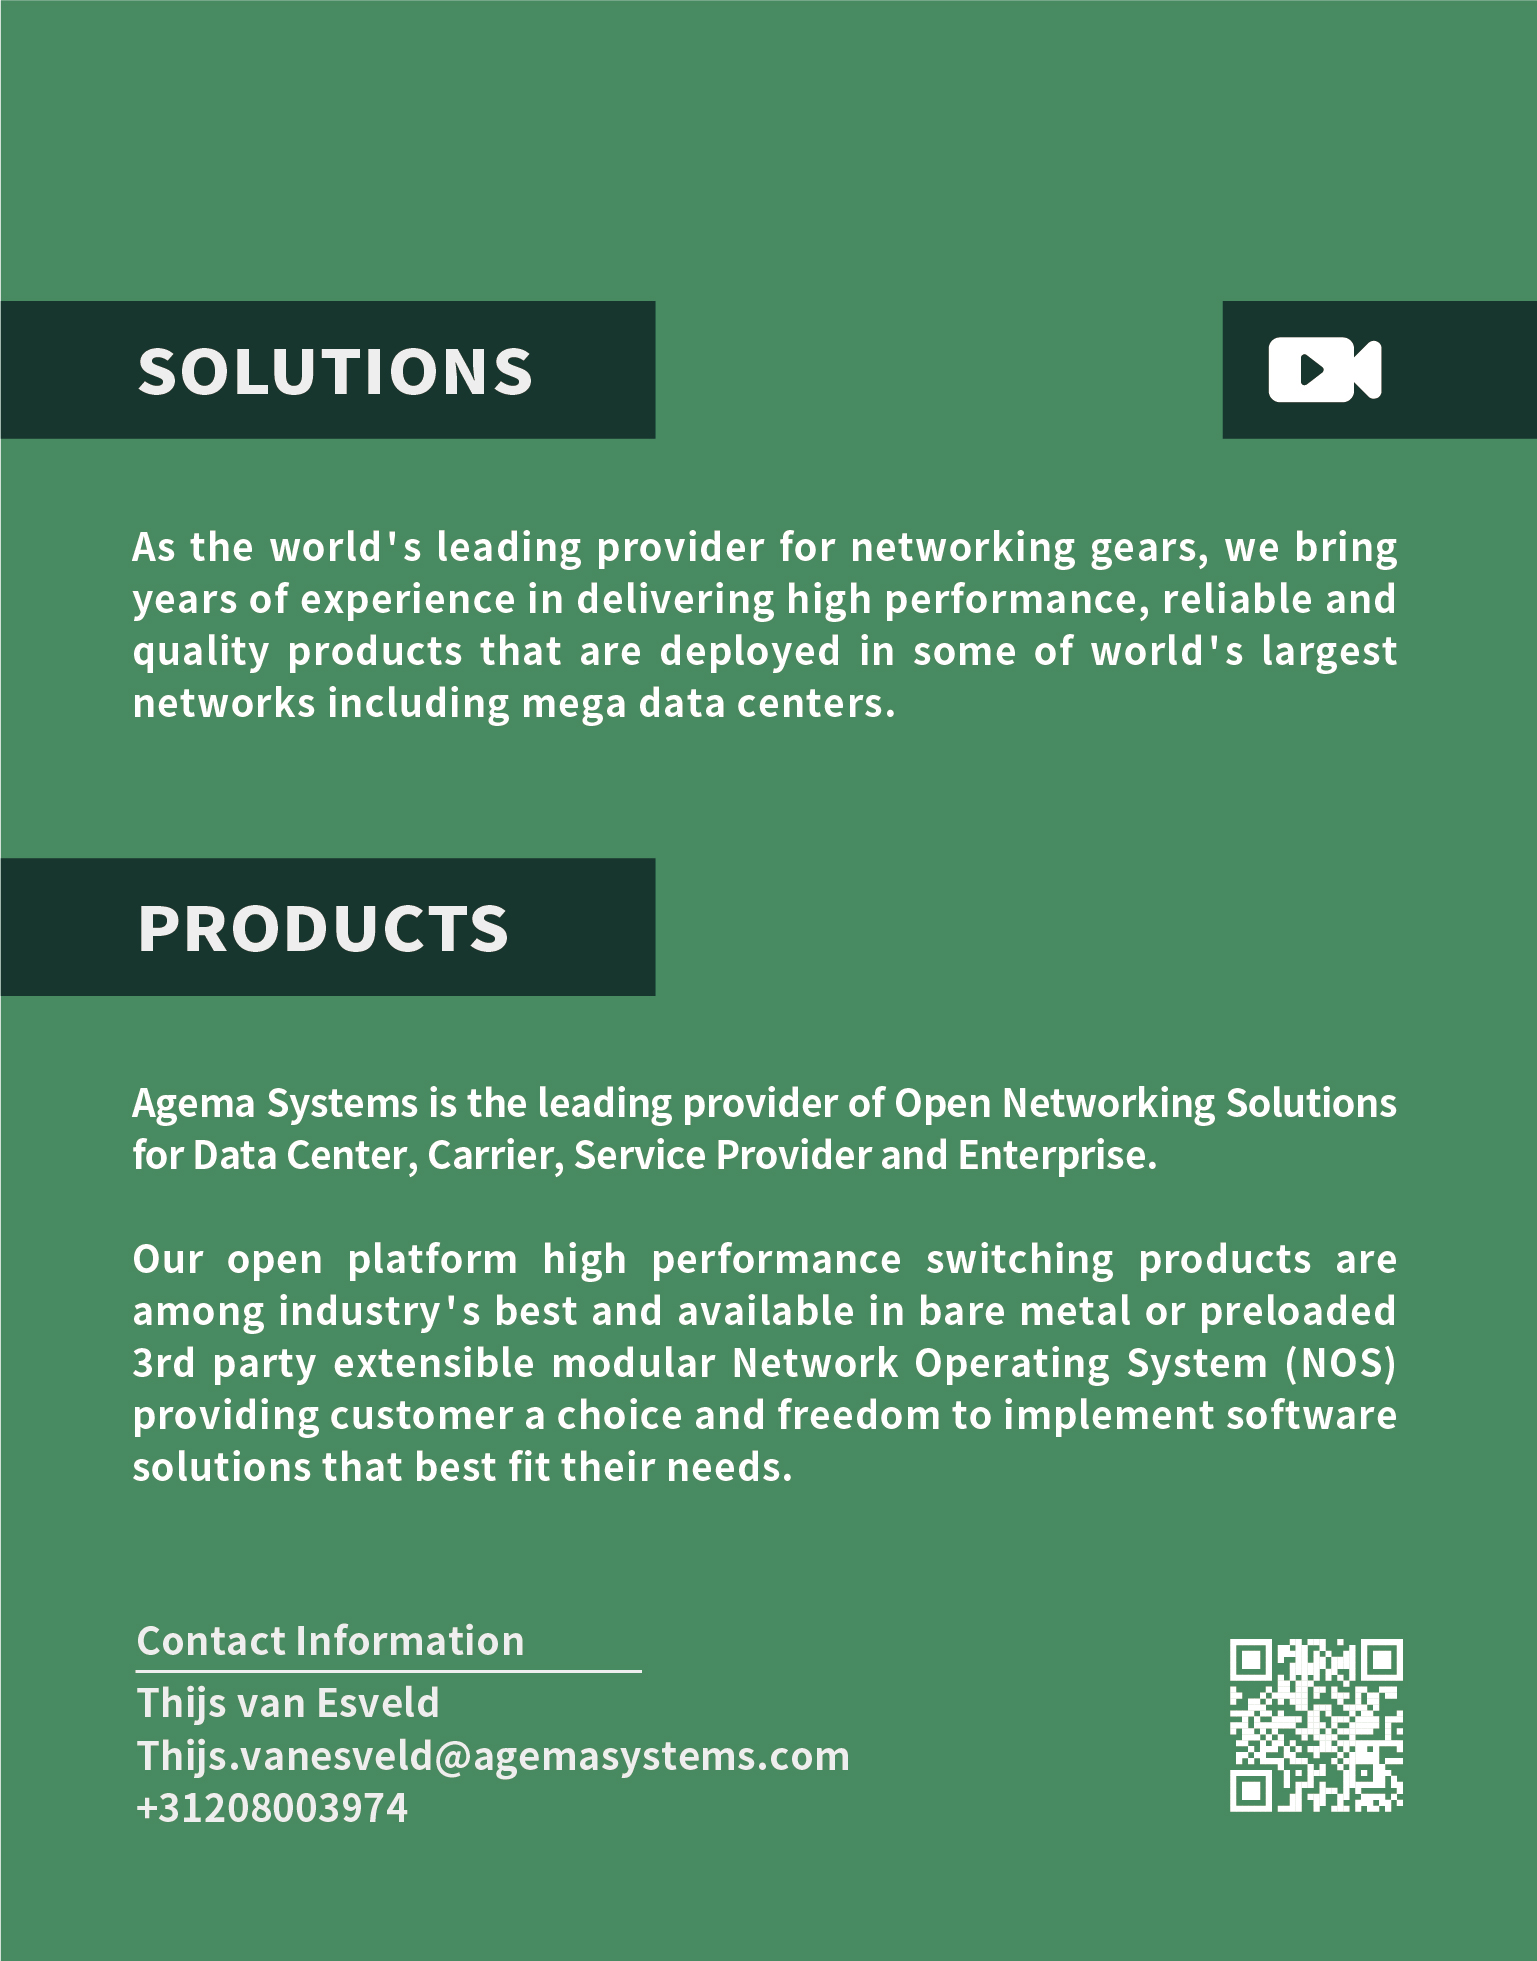 SOLUTIONS
As the world's leading provider for networking gears, we bring
years of experience in delivering high performance, reliable and
quality products that are deployed in some of world's largest
networks including mega data centers.
PRODUCTS
Agema Systems is the leading provider of Open Networking Solutions
for Data Center, Carrier, Service Provider and Enterprise.
Our open platform high performance switching products are
among industry's best and available in bare metal or preloaded
3rd party extensible modular Network Operating System (NOS)
providing customer a choice and freedom to implement software
solutions that best fit their needs.
Contact Information
Thijs van Esveld
Thijs.vanesveld@agemasystems.com
+31208003974